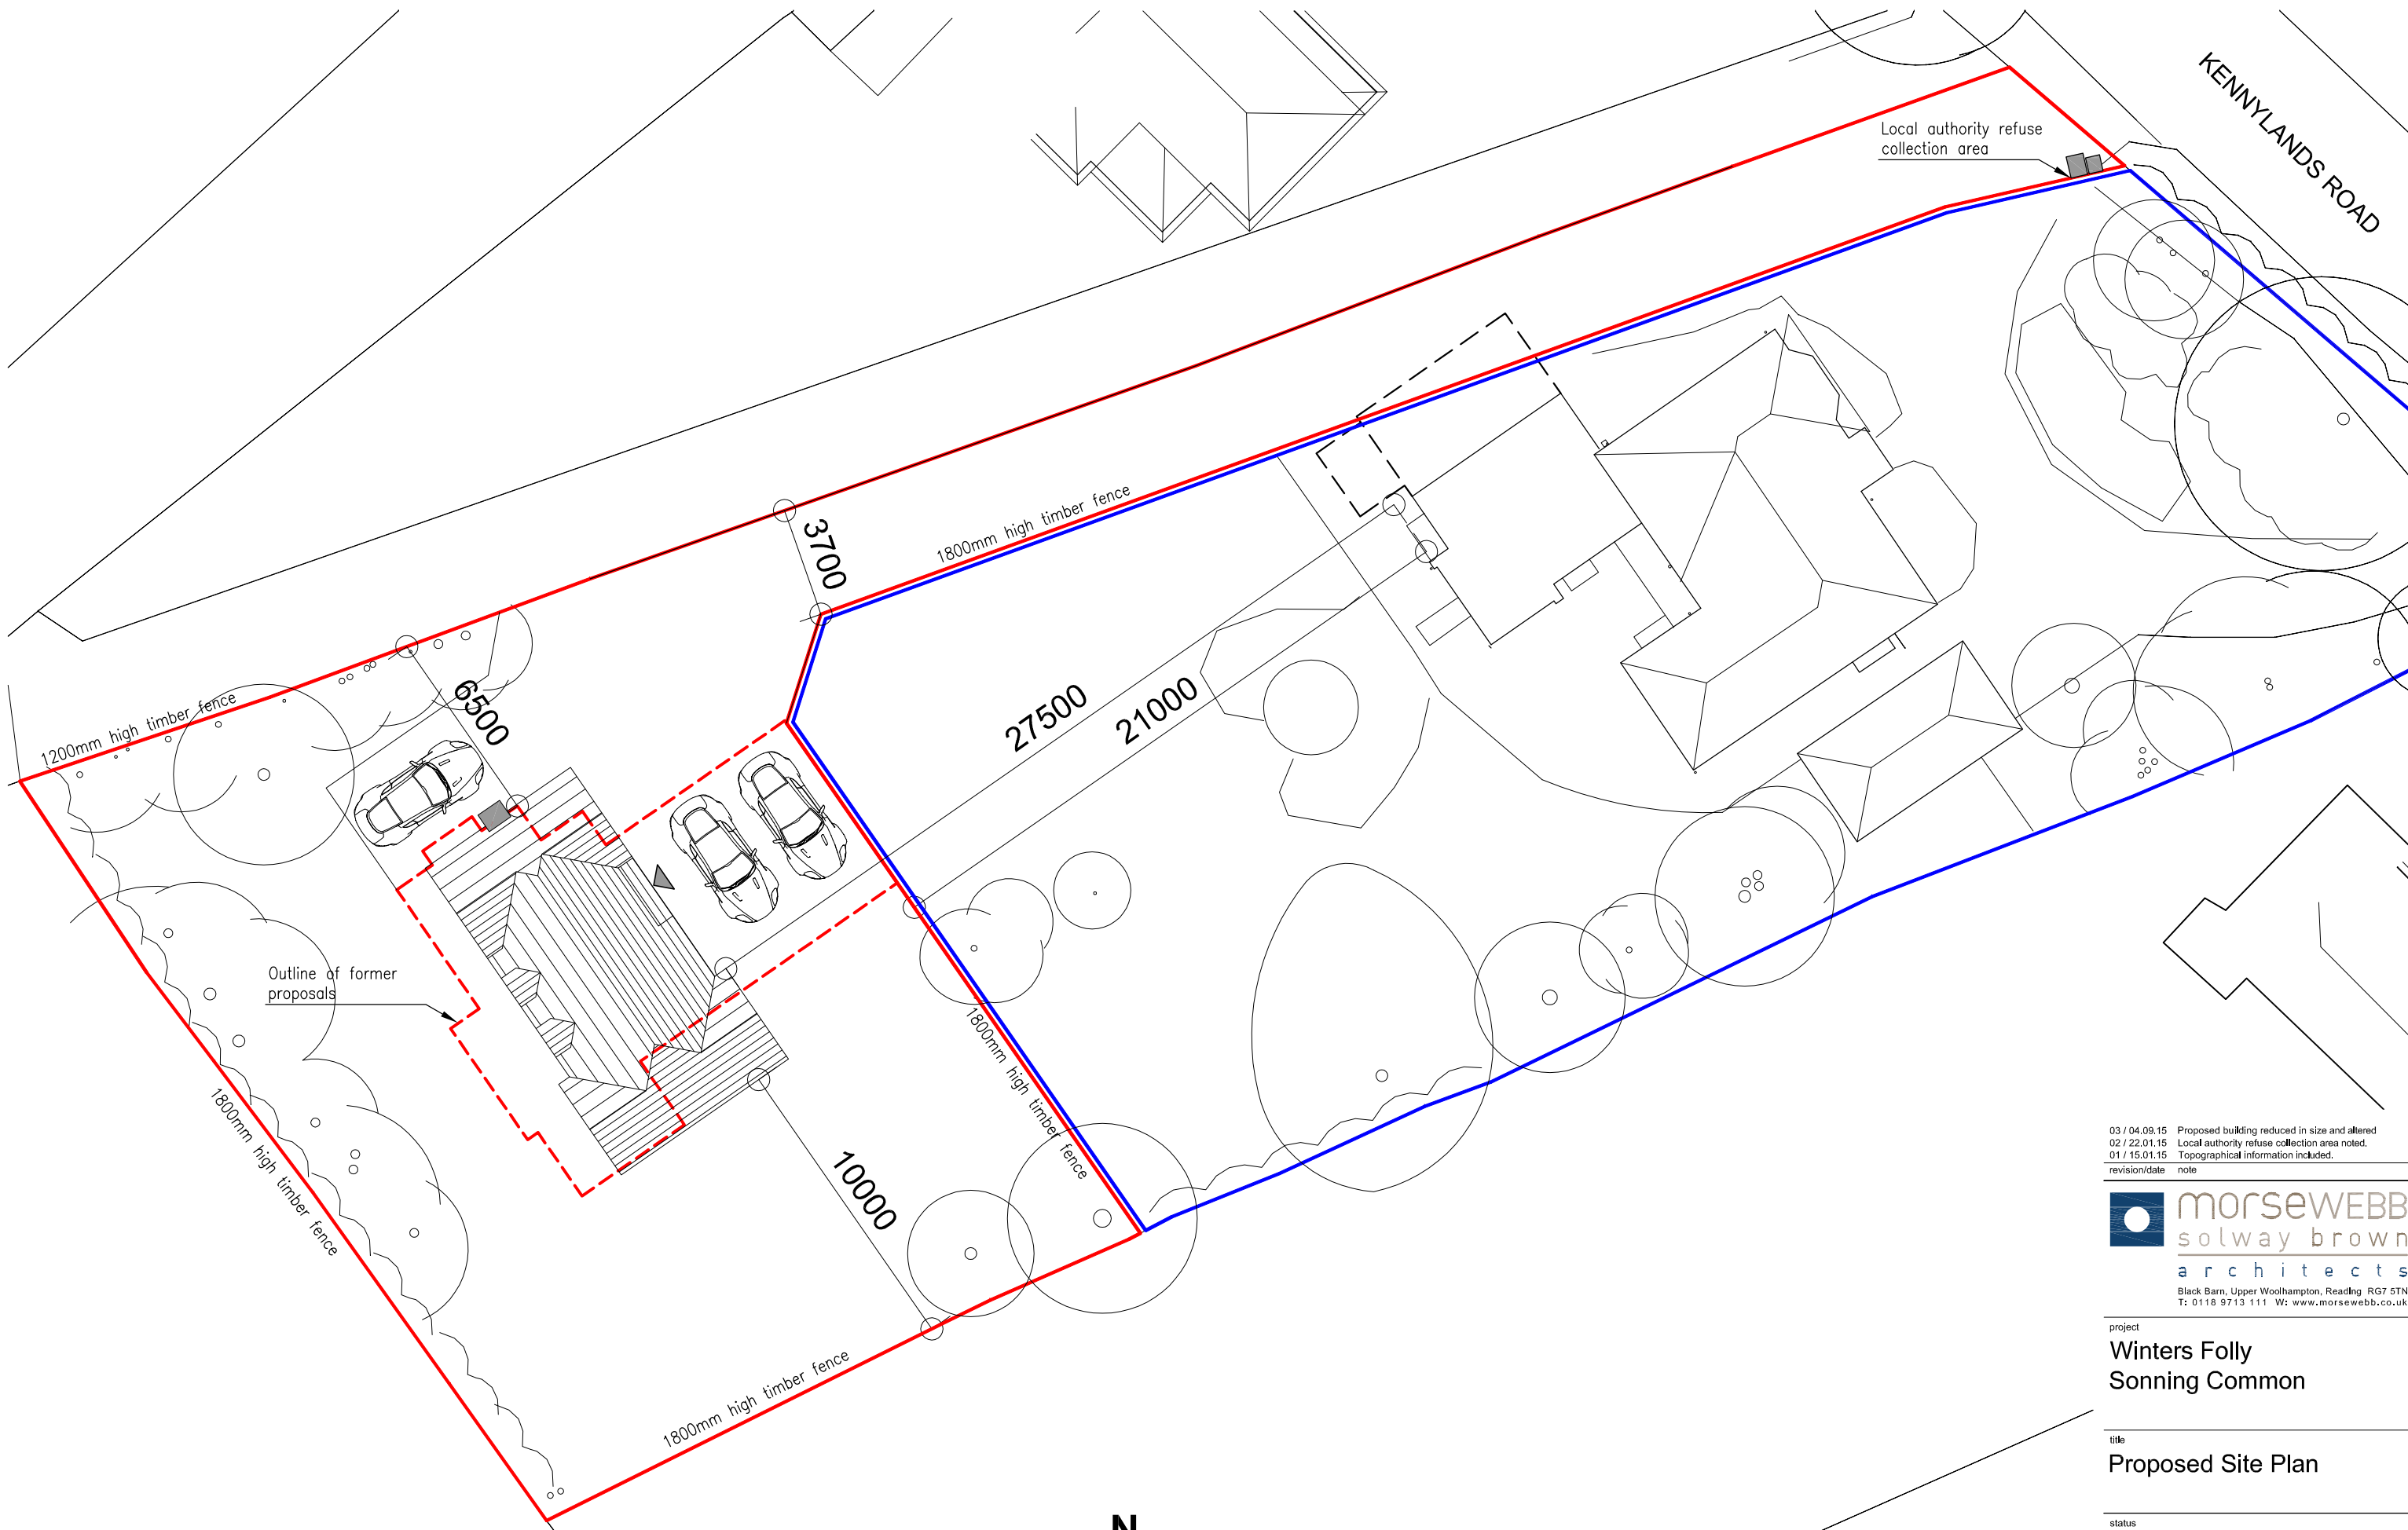 KENNYLANDS ROAD
Local authority refuse
collection area
3700
1800mm high timber fence
6500
1200mm high timber fence
27500
21000
Outline of former
proposals
1800mm high timber fence
1800mm high timber fence
10000
1800mm high timber fence
N
03 / 04.09.15 Proposed building reduced in size and altered
02 / 22.01.15 Local authority refuse collection area noted.
01 / 15.01.15 Topographical information included.
revision/date note
morseWEBB
solway brown
architects
Black Barn, Upper Woolhampton, Reading RG7 5TN
T: 0118 9713 111 W: www.morsewebb.co.uk
project
Winters Folly
Sonning Common
title
Proposed Site Plan
status